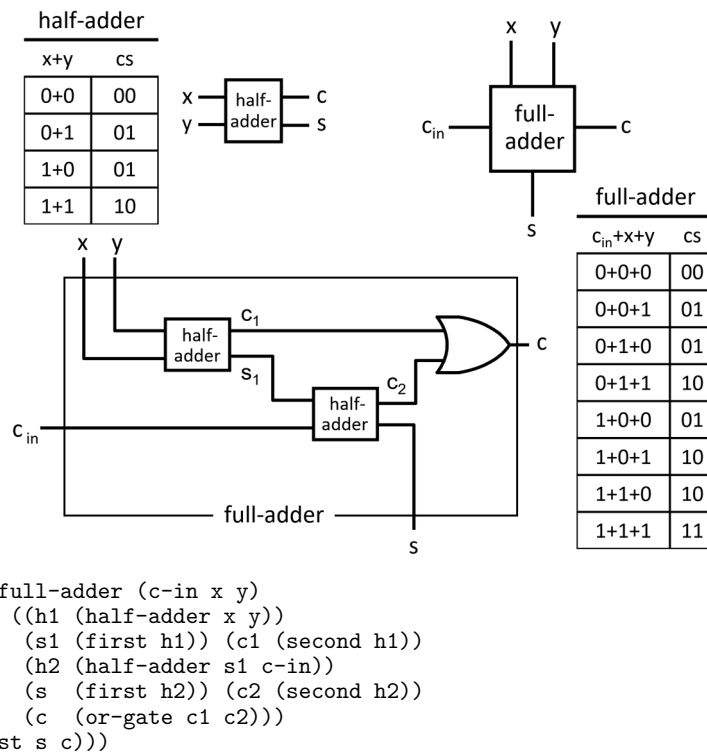 half-adder
x+y cs
0+0 00
0+1 01
1+0 01
1+1 10
x half-adder c
y s
x y
c_in full-adder c
s
full-adder
c_in+x+y cs
0+0+0 00
0+0+1 01
0+1+0 01
0+1+1 10
1+0+0 01
1+0+1 10
1+1+0 10
1+1+1 11
x y
half-
adder
c_1
s_1
half-
adder
c_2
c
c_in
full-adder
s
full-adder (c-in x y)
((h1 (half-adder x y))
(s1 (first h1)) (c1 (second h1))
(h2 (half-adder s1 c-in))
(s (first h2)) (c2 (second h2))
(c (or-gate c1 c2)))
st s c)))